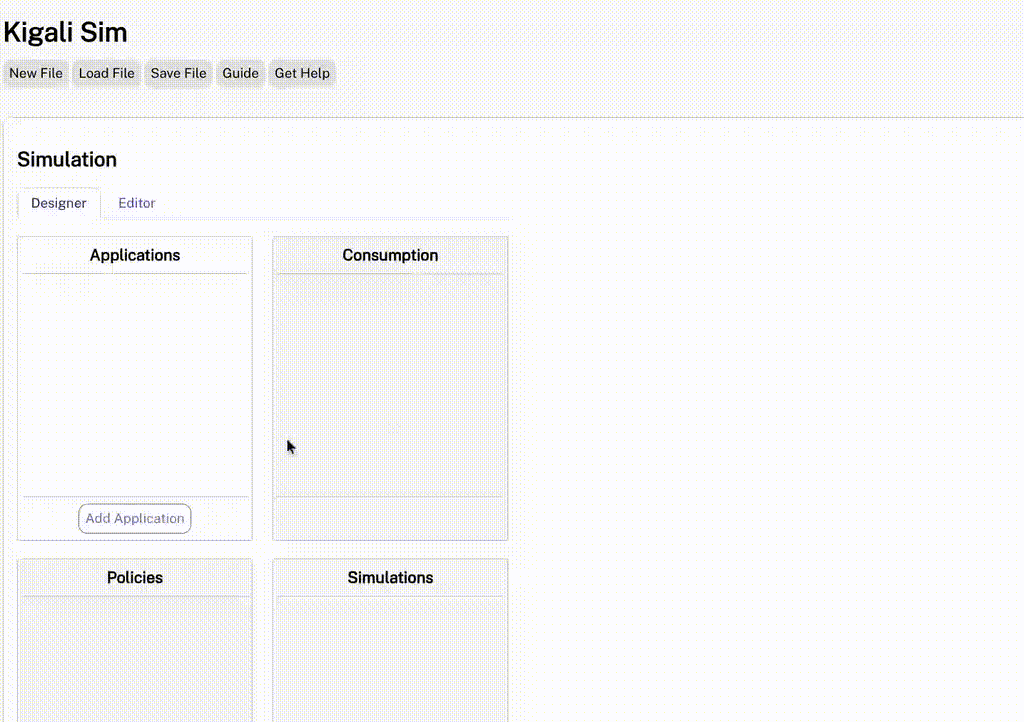 Kigali Sim
New File Load File Save File Guide Get Help
Simulation
Designer Editor
Applications Consumption
Add Application
Policies Simulations